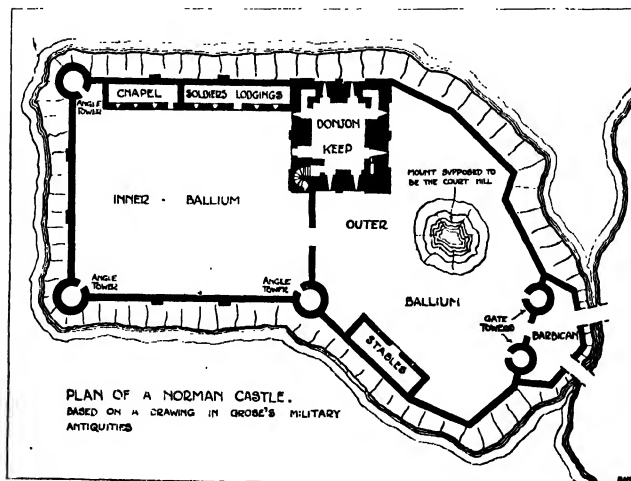 CHAPEL
SOLDIERS LODGINGS
ANGLE
TOWER
DONJON
KEEP
MOUNT SUPPOSED TO
BE THE COURT HILL
INNER - BALLIUM
OUTER
ANGLE
TOWER
ANGLE
TOWER
BALLIUM
GATE
TOWERS
BARBICAN
STABLES
PLAN OF A NORMAN CASTLE.
BASED ON A DRAWING IN GROSE'S MILITARY
ANTIQUITIES